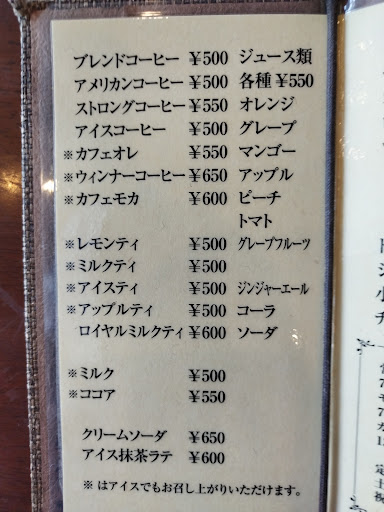 ブレンドコーヒー ¥500 ジュース類
アメリカンコーヒー ¥500 各種 ¥550
ストロングコーヒー ¥550 オレンジ
アイスコーヒー ¥500 グレープ
※カフェオレ ¥550 マンゴー
※ウィンナーコーヒー ¥650 アップル
※カフェモカ ¥600 ピーチ
トマト
※レモンティ ¥500 グレープフルーツ
※ミルクティ ¥500
※アイスティ ¥500 ジンジャーエール
※アップルティ ¥500 コーラ
ロイヤルミルクティ ¥600 ソーダ
※ミルク ¥500
※ココア ¥550
クリームソーダ ¥650
アイス抹茶ラテ ¥600
※はアイスでもお召し上がりいただけます。